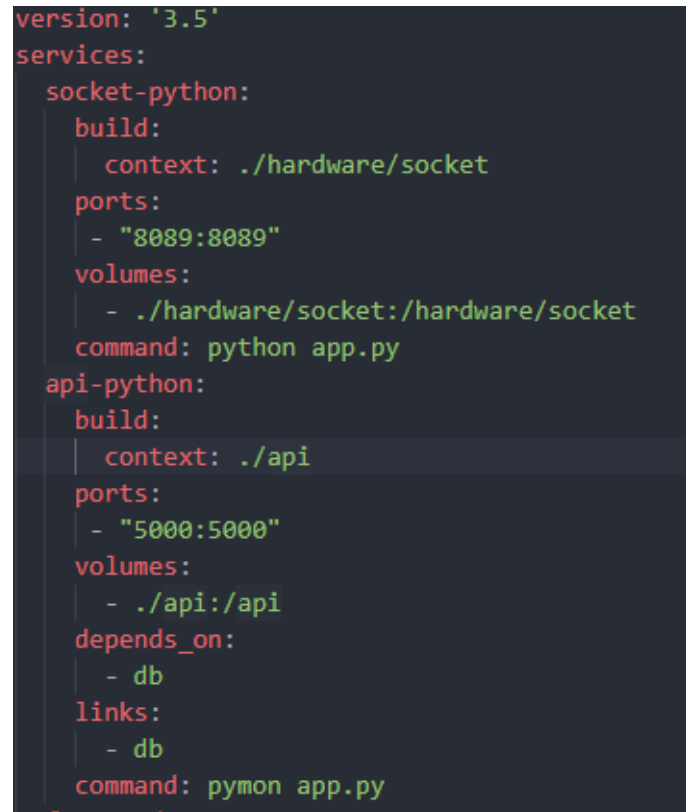 version: '3.5'
services:
  socket-python:
    build:
      context: ./hardware/socket
    ports:
     - "8089:8089"
    volumes:
      - ./hardware/socket:/hardware/socket
    command: python app.py
  api-python:
    build:
      context: ./api
    ports:
     - "5000:5000"
    volumes:
      - ./api:/api
    depends_on:
      - db
    links:
      - db
    command: pymon app.py